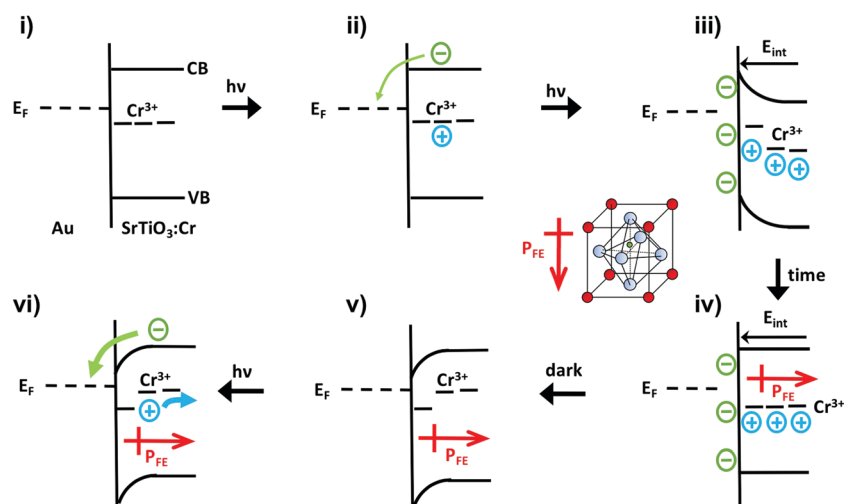 i)
CB
E_F
Cr³⁺
VB
Au
SrTiO₃:Cr
hν
ii)
E_F
Cr³⁺
hν
iii)
E_int
E_F
Cr³⁺
P_FE
time
iv)
E_int
E_F
P_FE
Cr³⁺
dark
v)
E_F
Cr³⁺
P_FE
hν
vi)
E_F
Cr³⁺
P_FE